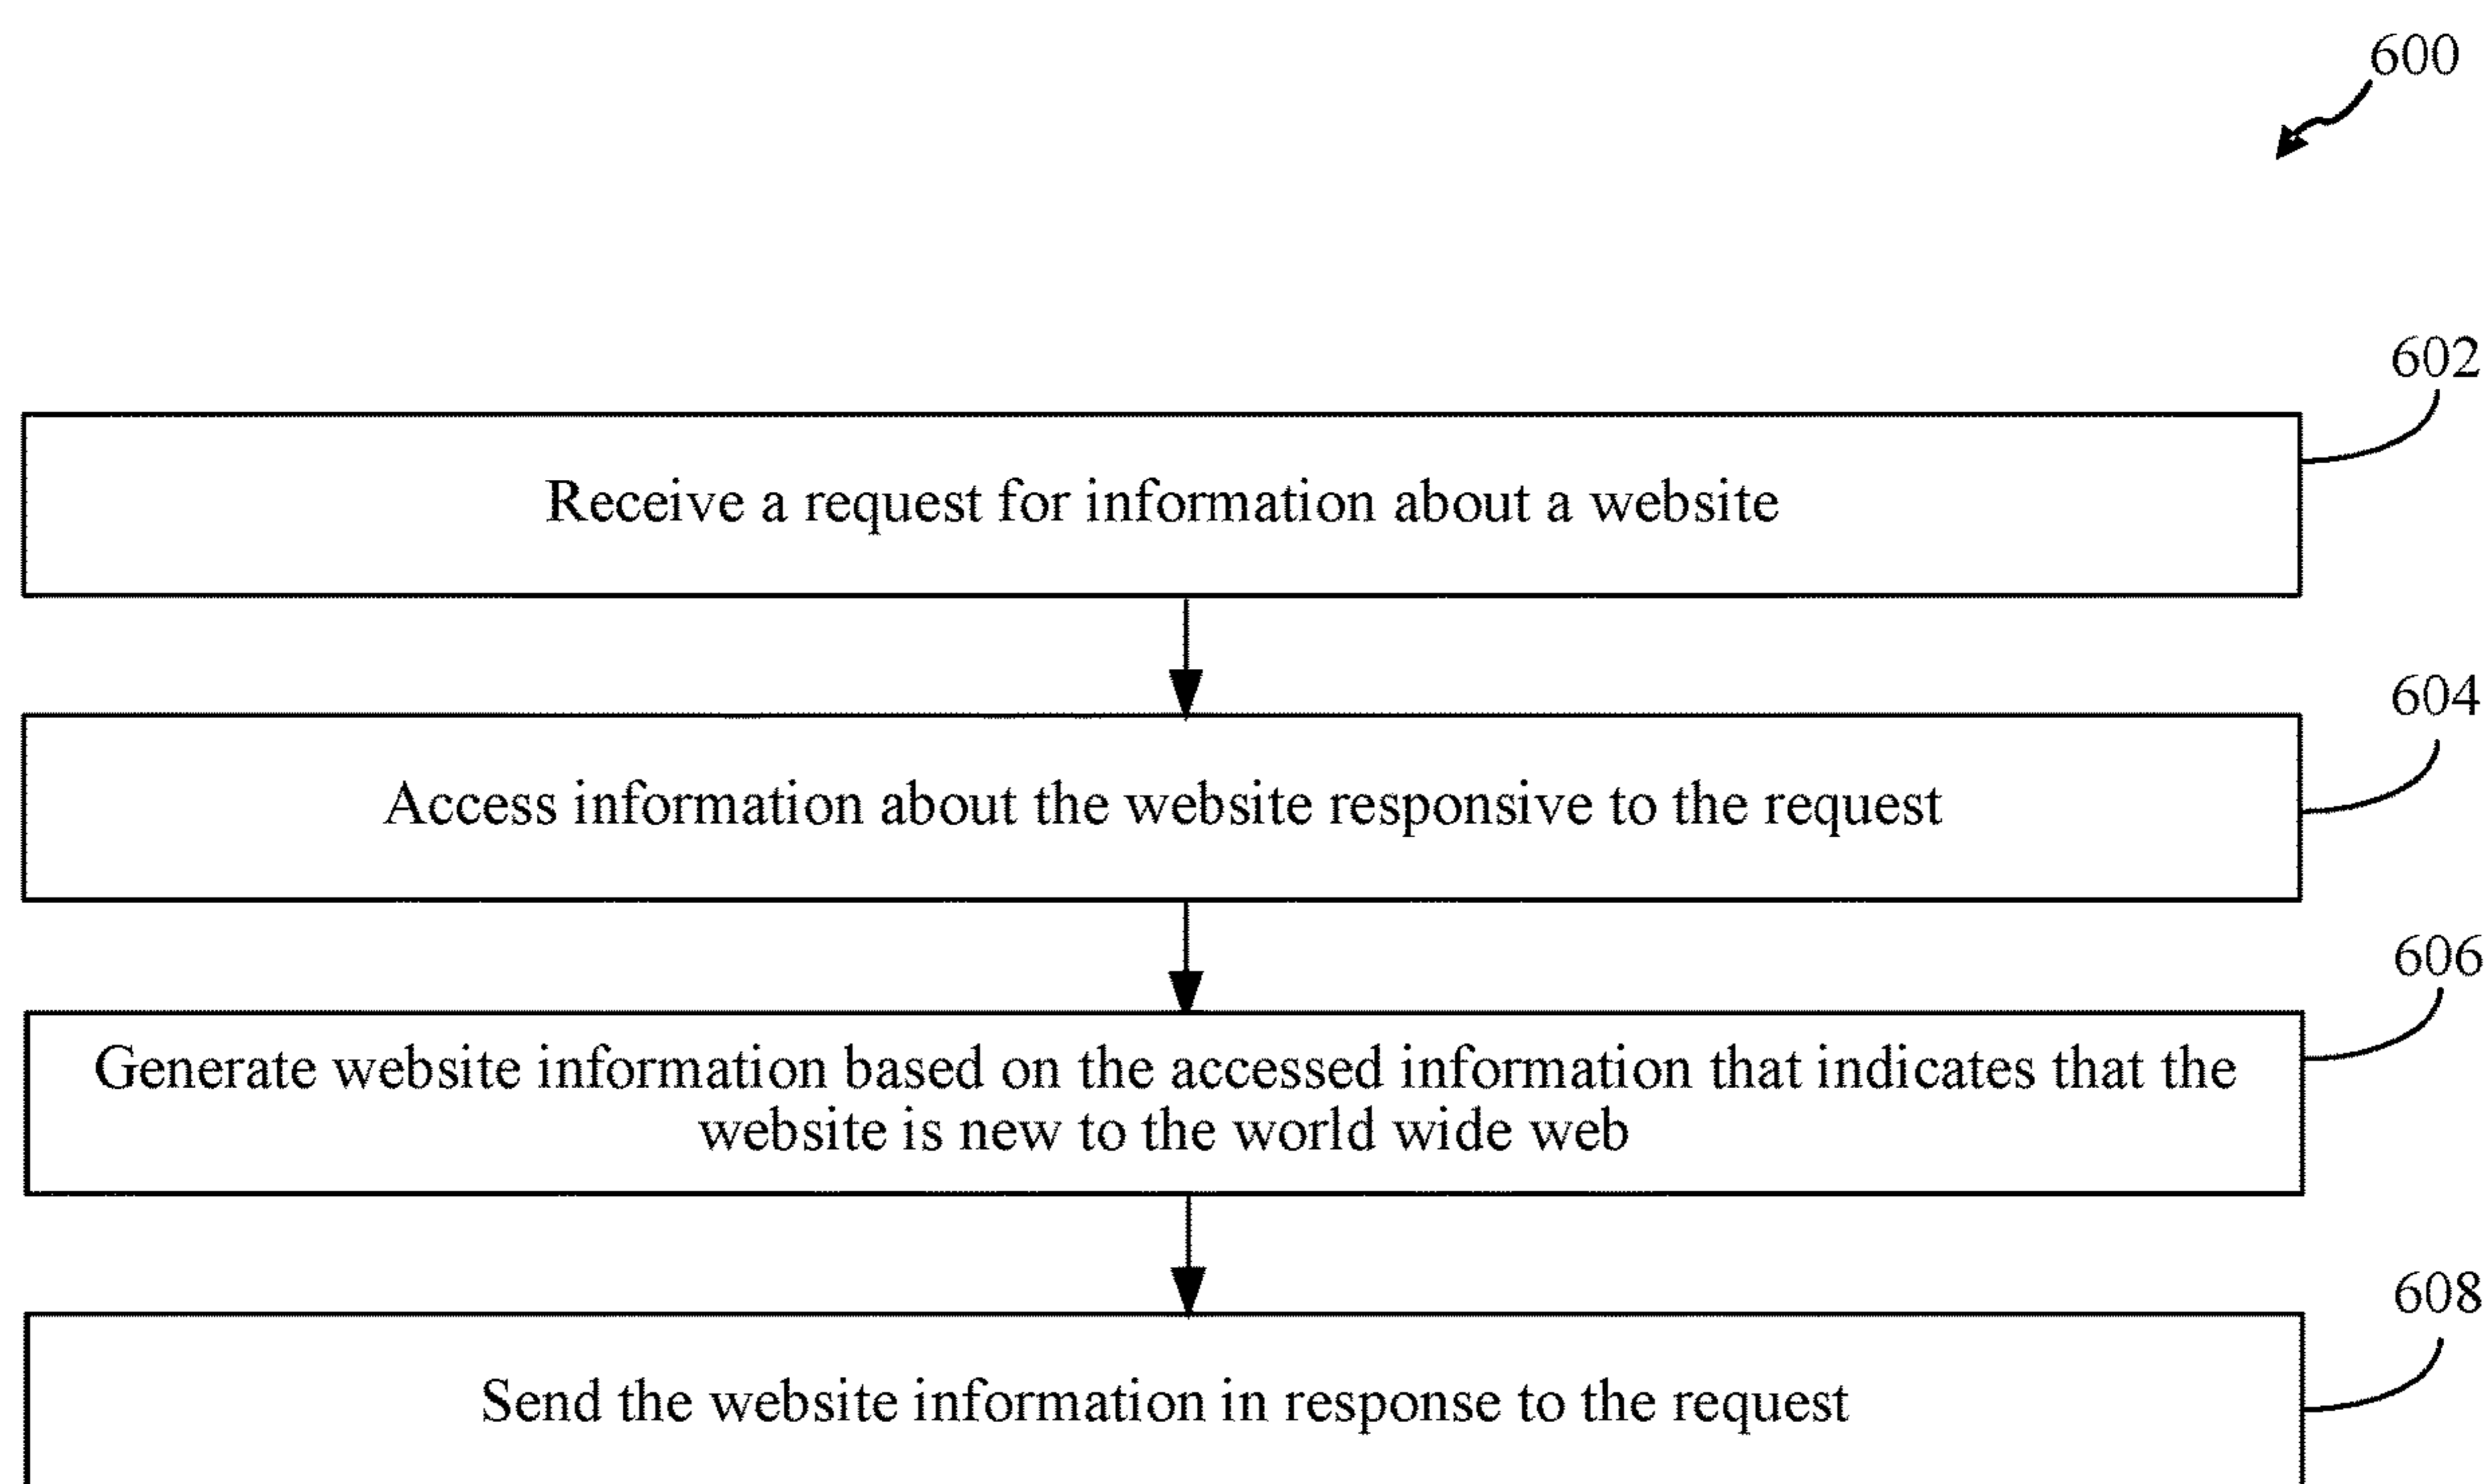 600
602
Receive a request for information about a website
604
Access information about the website responsive to the request
606
Generate website information based on the accessed information that indicates that the
website is new to the world wide web
608
Send the website information in response to the request